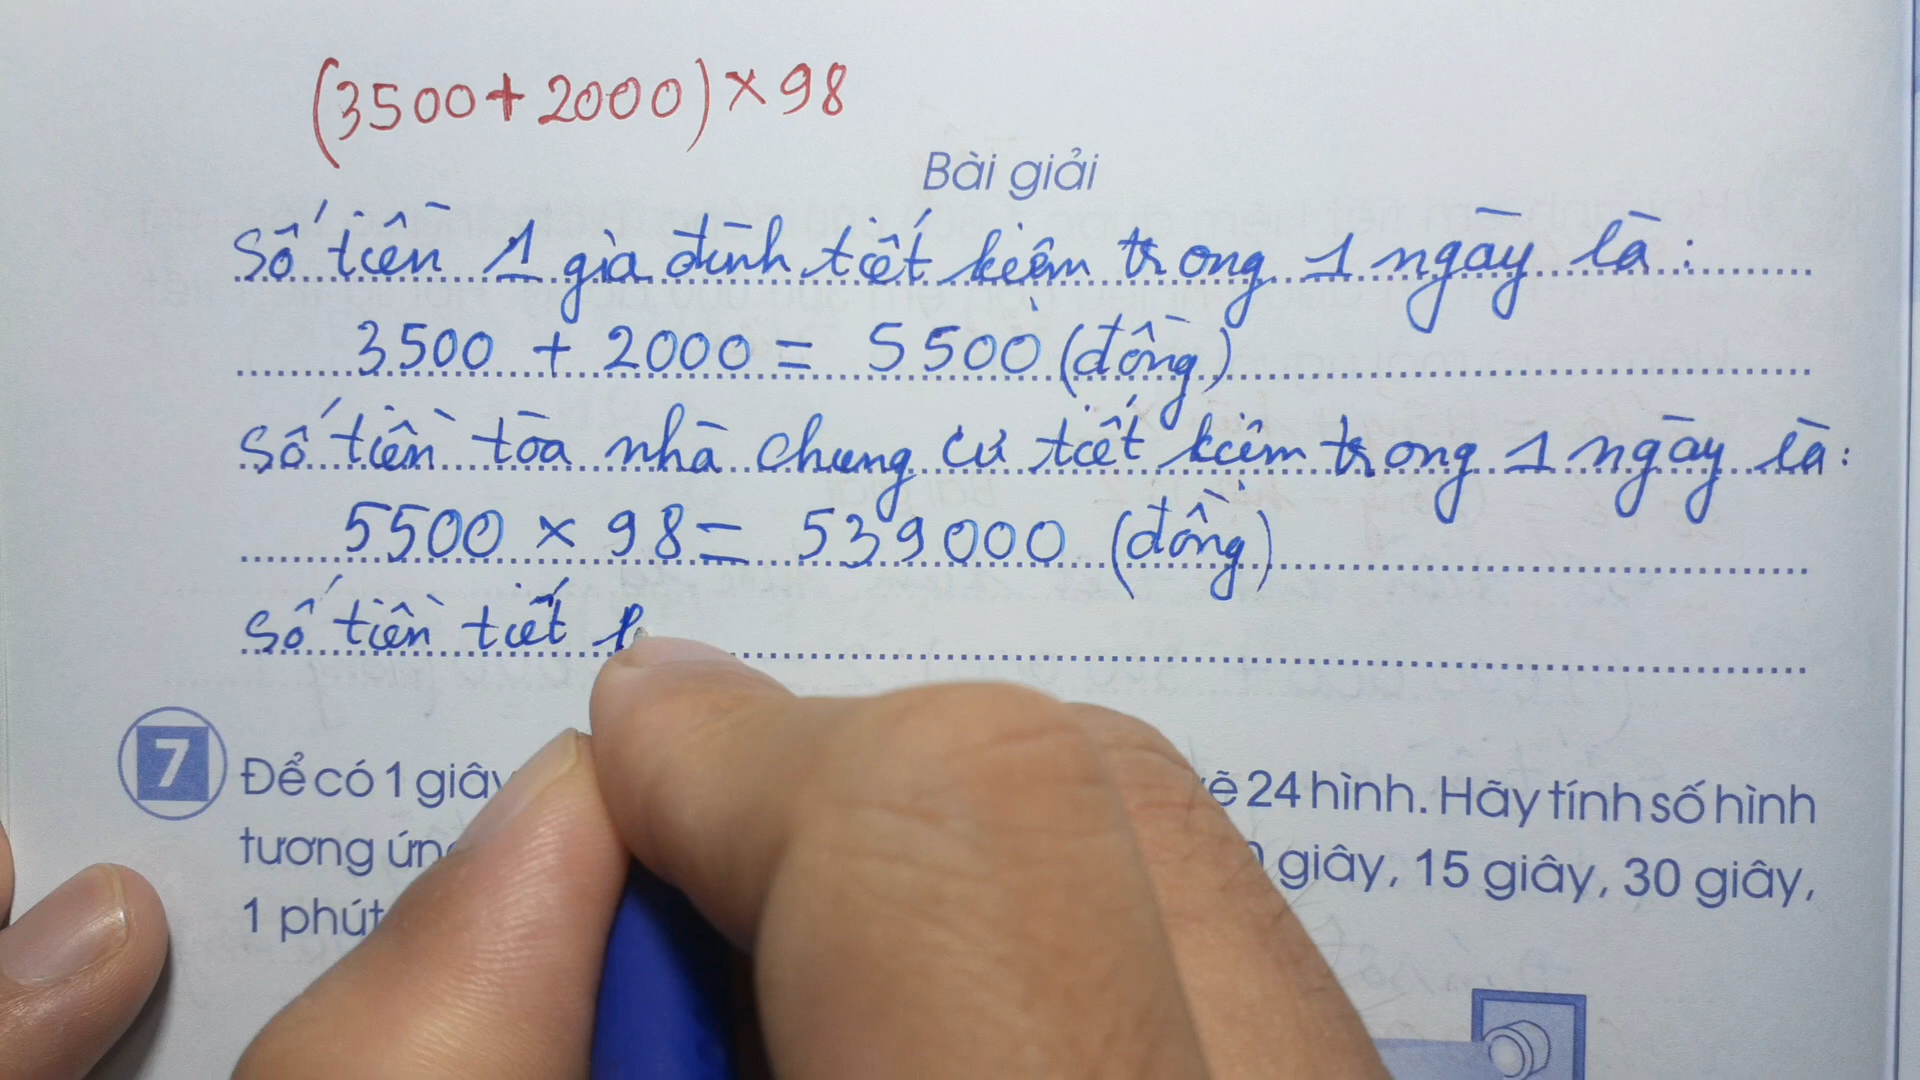 (3500+2000)×98
Bài giải
Số tiền 1 gia đình tiết kiệm trong 1 ngày là:
3500 + 2000 = 5500 (đồng)
Số tiền tòa nhà chung cư tiết kiệm trong 1 ngày là:
5500 × 98 = 539000 (đồng)
Số tiền tiết
7 Để có 1 giây vẽ 24 hình. Hãy tính số hình
tương ứng giây, 15 giây, 30 giây,
1 phút